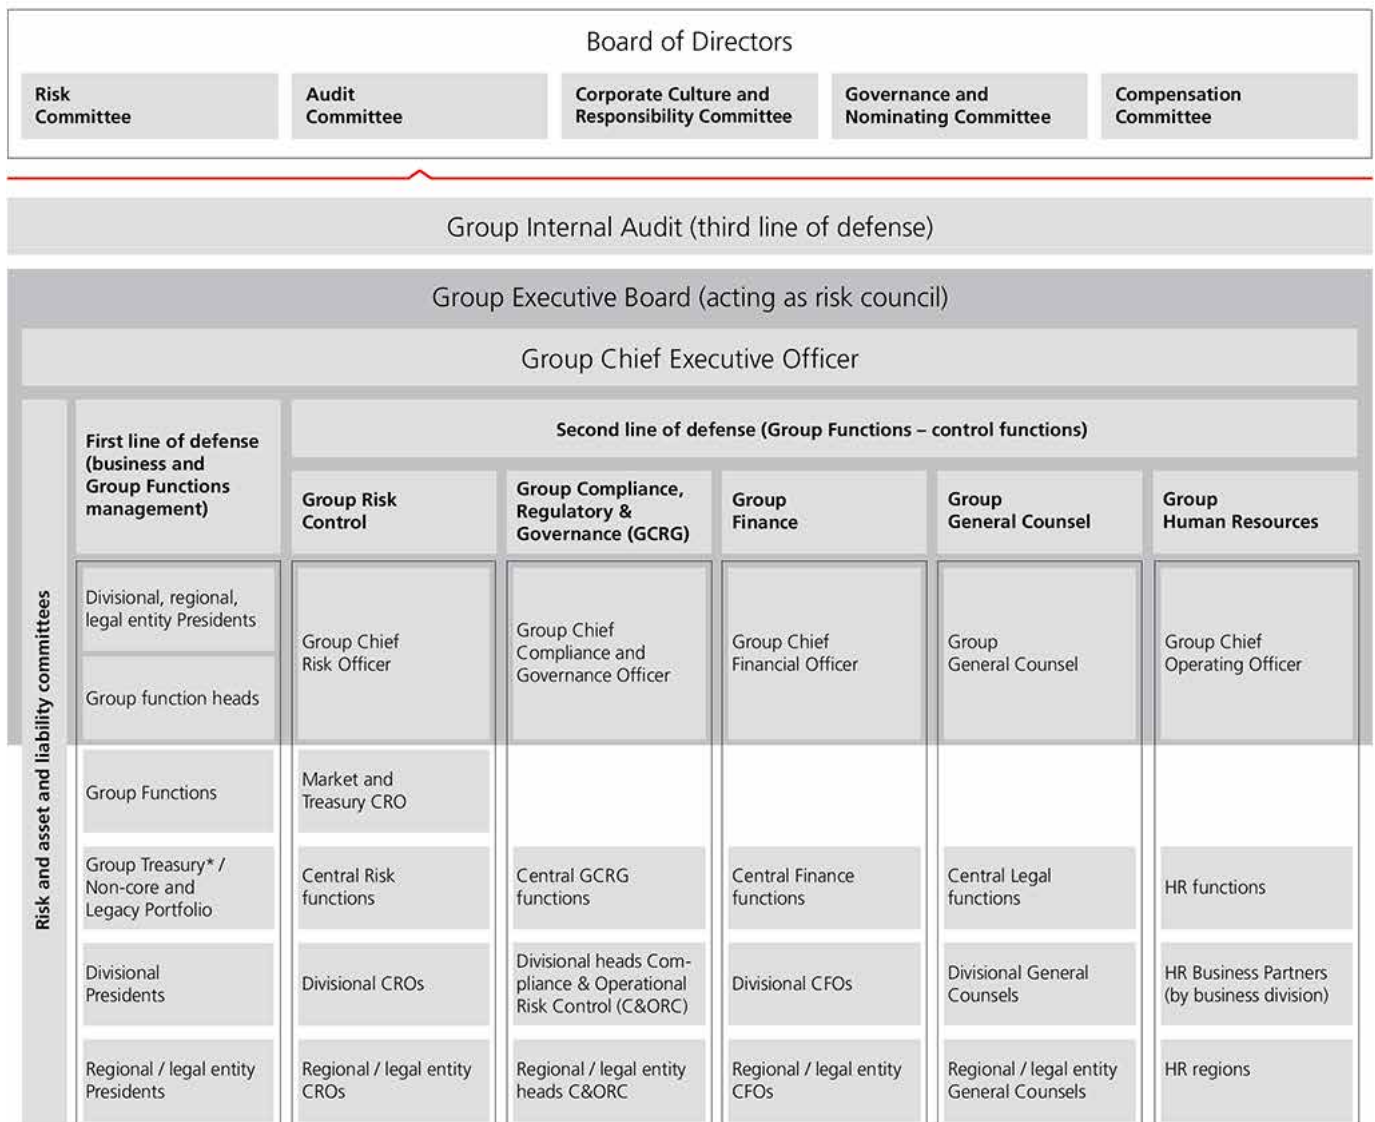 Board of Directors
Risk
Committee
Audit
Committee
Corporate Culture and
Responsibility Committee
Governance and
Nominating Committee
Compensation
Committee
Group Internal Audit (third line of defense)
Group Executive Board (acting as risk council)
Group Chief Executive Officer
Risk and asset and liability committees
First line of defense
(business and
Group Functions
management)
Second line of defense (Group Functions – control functions)
Group Risk
Control
Group Compliance,
Regulatory &
Governance (GCRG)
Group
Finance
Group
General Counsel
Group
Human Resources
Divisional, regional,
legal entity Presidents
Group function heads
Group Chief
Risk Officer
Group Chief
Compliance and
Governance Officer
Group Chief
Financial Officer
Group
General Counsel
Group Chief
Operating Officer
Group Functions
Market and
Treasury CRO
Group Treasury* /
Non-core and
Legacy Portfolio
Central Risk
functions
Central GCRG
functions
Central Finance
functions
Central Legal
functions
HR functions
Divisional
Presidents
Divisional CROs
Divisional heads Com-
pliance & Operational
Risk Control (C&ORC)
Divisional CFOs
Divisional General
Counsels
HR Business Partners
(by business division)
Regional / legal entity
Presidents
Regional / legal entity
CROs
Regional / legal entity
heads C&ORC
Regional / legal entity
CFOs
Regional / legal entity
General Counsels
HR regions